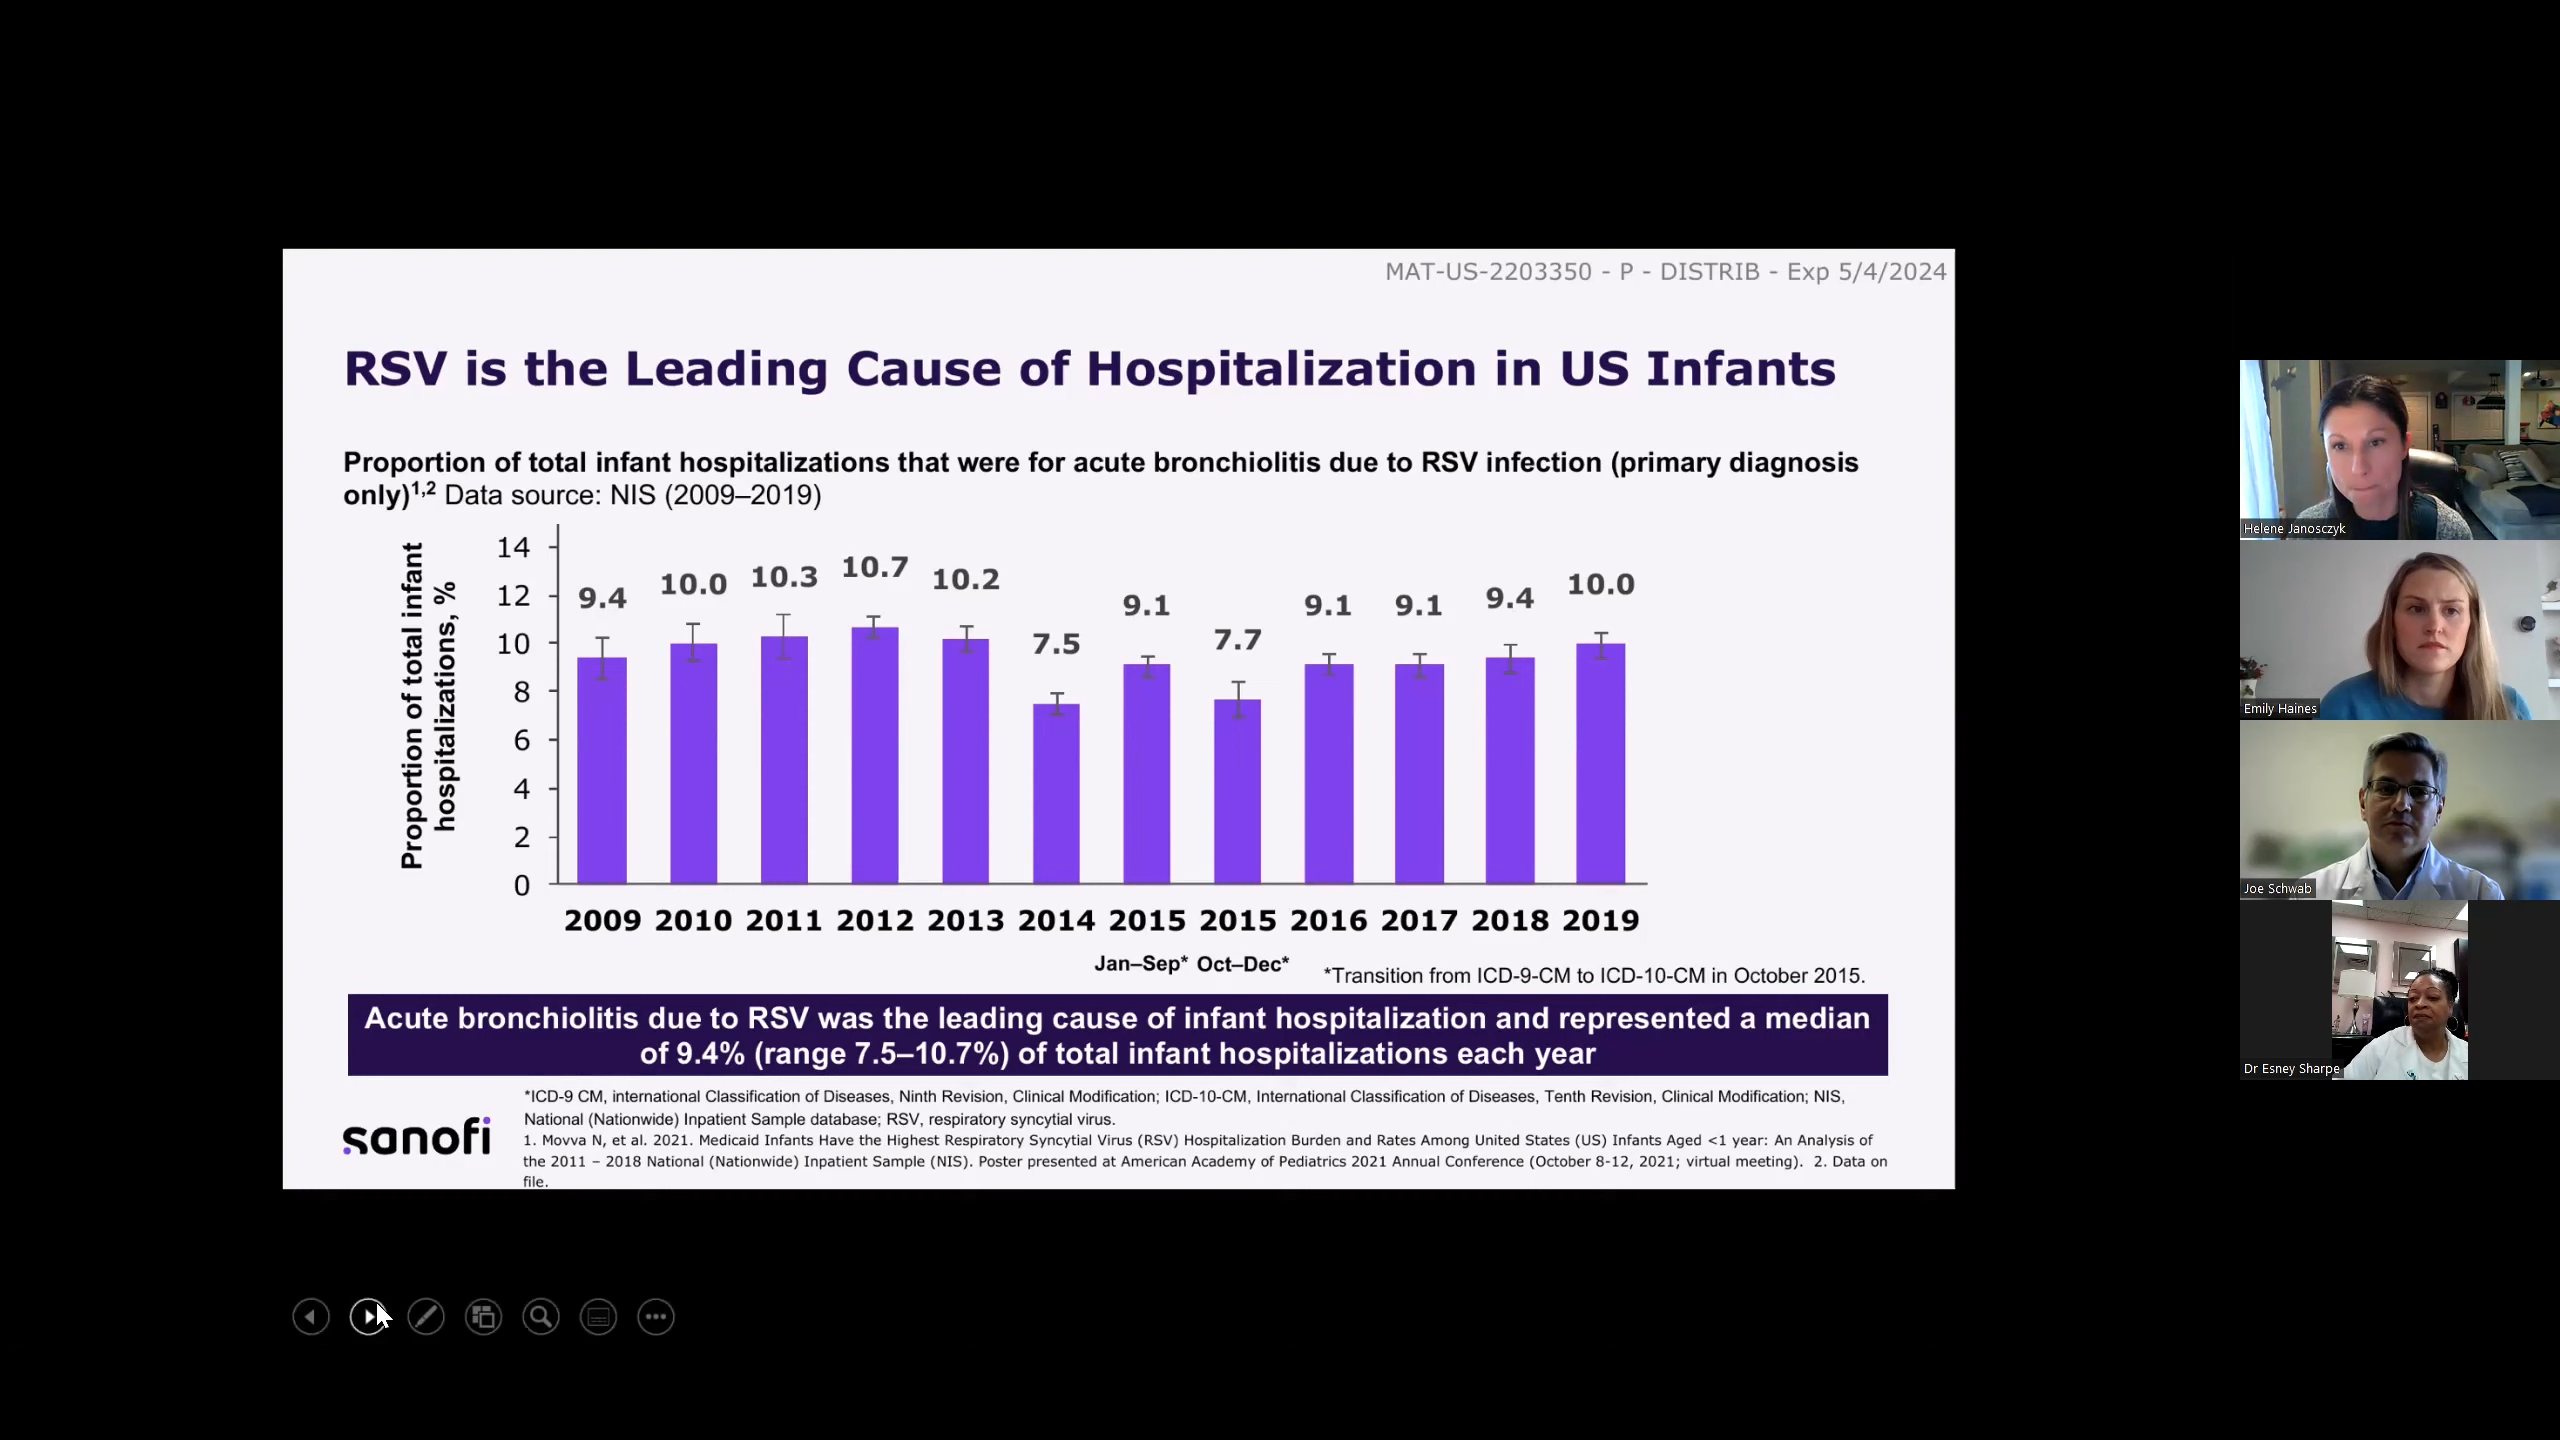 MAT-US-2203350 - P - DISTRIB - Exp 5/4/2024
RSV is the Leading Cause of Hospitalization in US Infants
Proportion of total infant hospitalizations that were for acute bronchiolitis due to RSV infection (primary diagnosis
only)1,2 Data source: NIS (2009–2019)
Proportion of total infant
hospitalizations, %
14
12
10
8
6
4
2
0
9.4 10.0 10.3 10.7 10.2 7.5 9.1 7.7 9.1 9.1 9.4 10.0
2009 2010 2011 2012 2013 2014 2015 2015 2016 2017 2018 2019
Jan–Sep* Oct–Dec*
*Transition from ICD-9-CM to ICD-10-CM in October 2015.
Acute bronchiolitis due to RSV was the leading cause of infant hospitalization and represented a median
of 9.4% (range 7.5–10.7%) of total infant hospitalizations each year
sanofi
*ICD-9 CM, international Classification of Diseases, Ninth Revision, Clinical Modification; ICD-10-CM, International Classification of Diseases, Tenth Revision, Clinical Modification; NIS,
National (Nationwide) Inpatient Sample database; RSV, respiratory syncytial virus.
1. Movva N, et al. 2021. Medicaid Infants Have the Highest Respiratory Syncytial Virus (RSV) Hospitalization Burden and Rates Among United States (US) Infants Aged <1 year: An Analysis of
the 2011 – 2018 National (Nationwide) Inpatient Sample (NIS). Poster presented at American Academy of Pediatrics 2021 Annual Conference (October 8-12, 2021; virtual meeting). 2. Data on
file.
Helene Janosczyk
Emily Haines
Joe Schwab
Dr Esney Sharpe